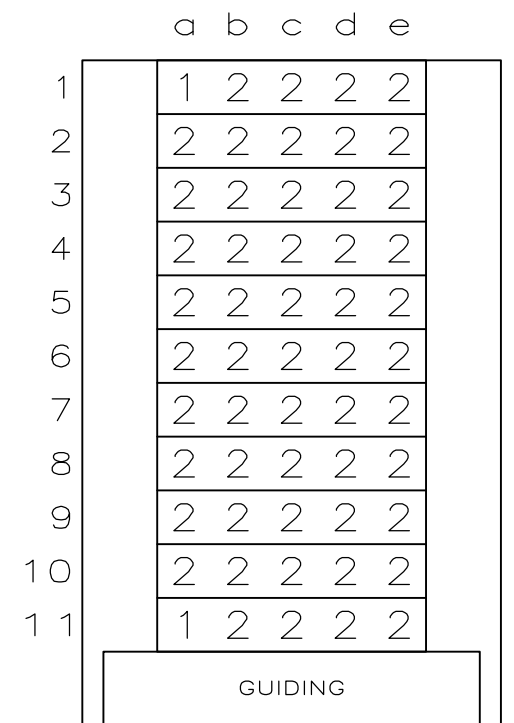 a b c d e
1 1 2 2 2 2
2 2 2 2 2 2
3 2 2 2 2 2
4 2 2 2 2 2
5 2 2 2 2 2
6 2 2 2 2 2
7 2 2 2 2 2
8 2 2 2 2 2
9 2 2 2 2 2
10 2 2 2 2 2
11 1 2 2 2 2
GUIDING